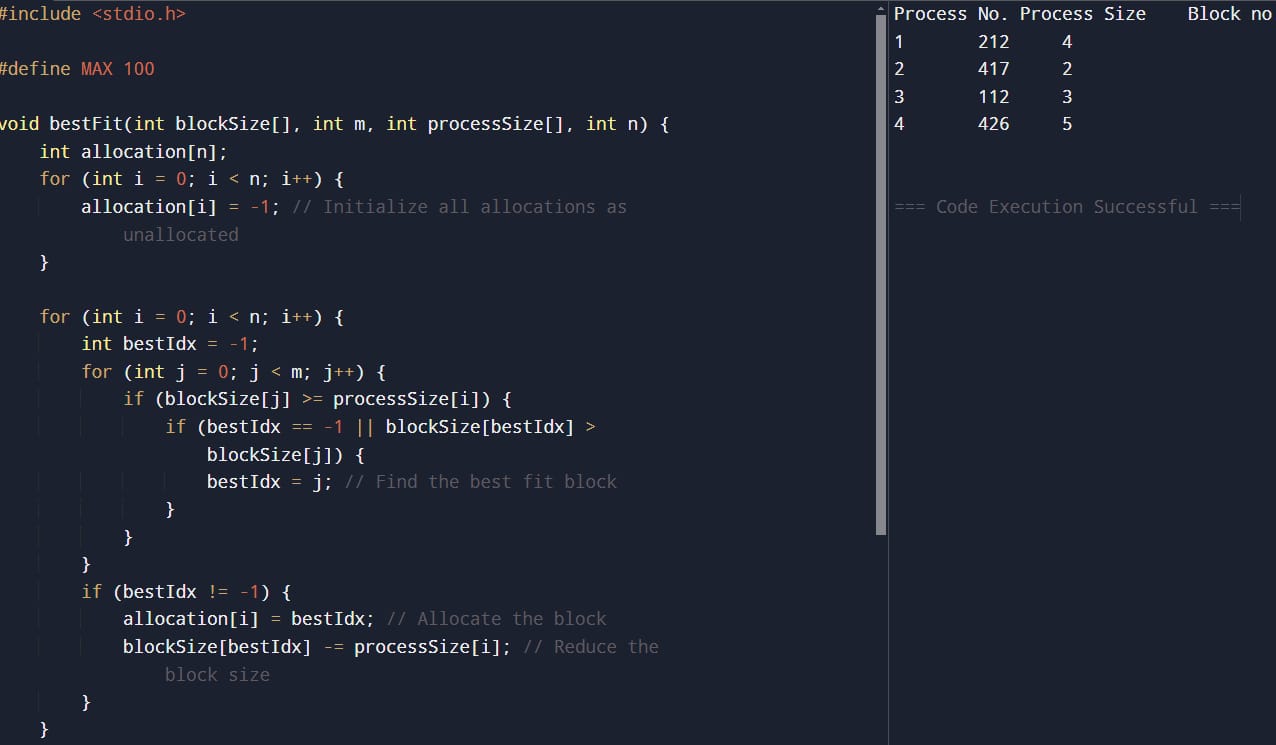 #include <stdio.h>
#define MAX 100
void bestFit(int blockSize[], int m, int processSize[], int n) {
    int allocation[n];
    for (int i = 0; i < n; i++) {
        allocation[i] = -1; // Initialize all allocations as
            unallocated
    }
    for (int i = 0; i < n; i++) {
        int bestIdx = -1;
        for (int j = 0; j < m; j++) {
            if (blockSize[j] >= processSize[i]) {
                if (bestIdx == -1 || blockSize[bestIdx] >
                    blockSize[j]) {
                    bestIdx = j; // Find the best fit block
                }
            }
        }
        if (bestIdx != -1) {
            allocation[i] = bestIdx; // Allocate the block
            blockSize[bestIdx] -= processSize[i]; // Reduce the
                block size
        }
    }
Process No. Process Size    Block no
1       212     4
2       417     2
3       112     3
4       426     5
=== Code Execution Successful ===